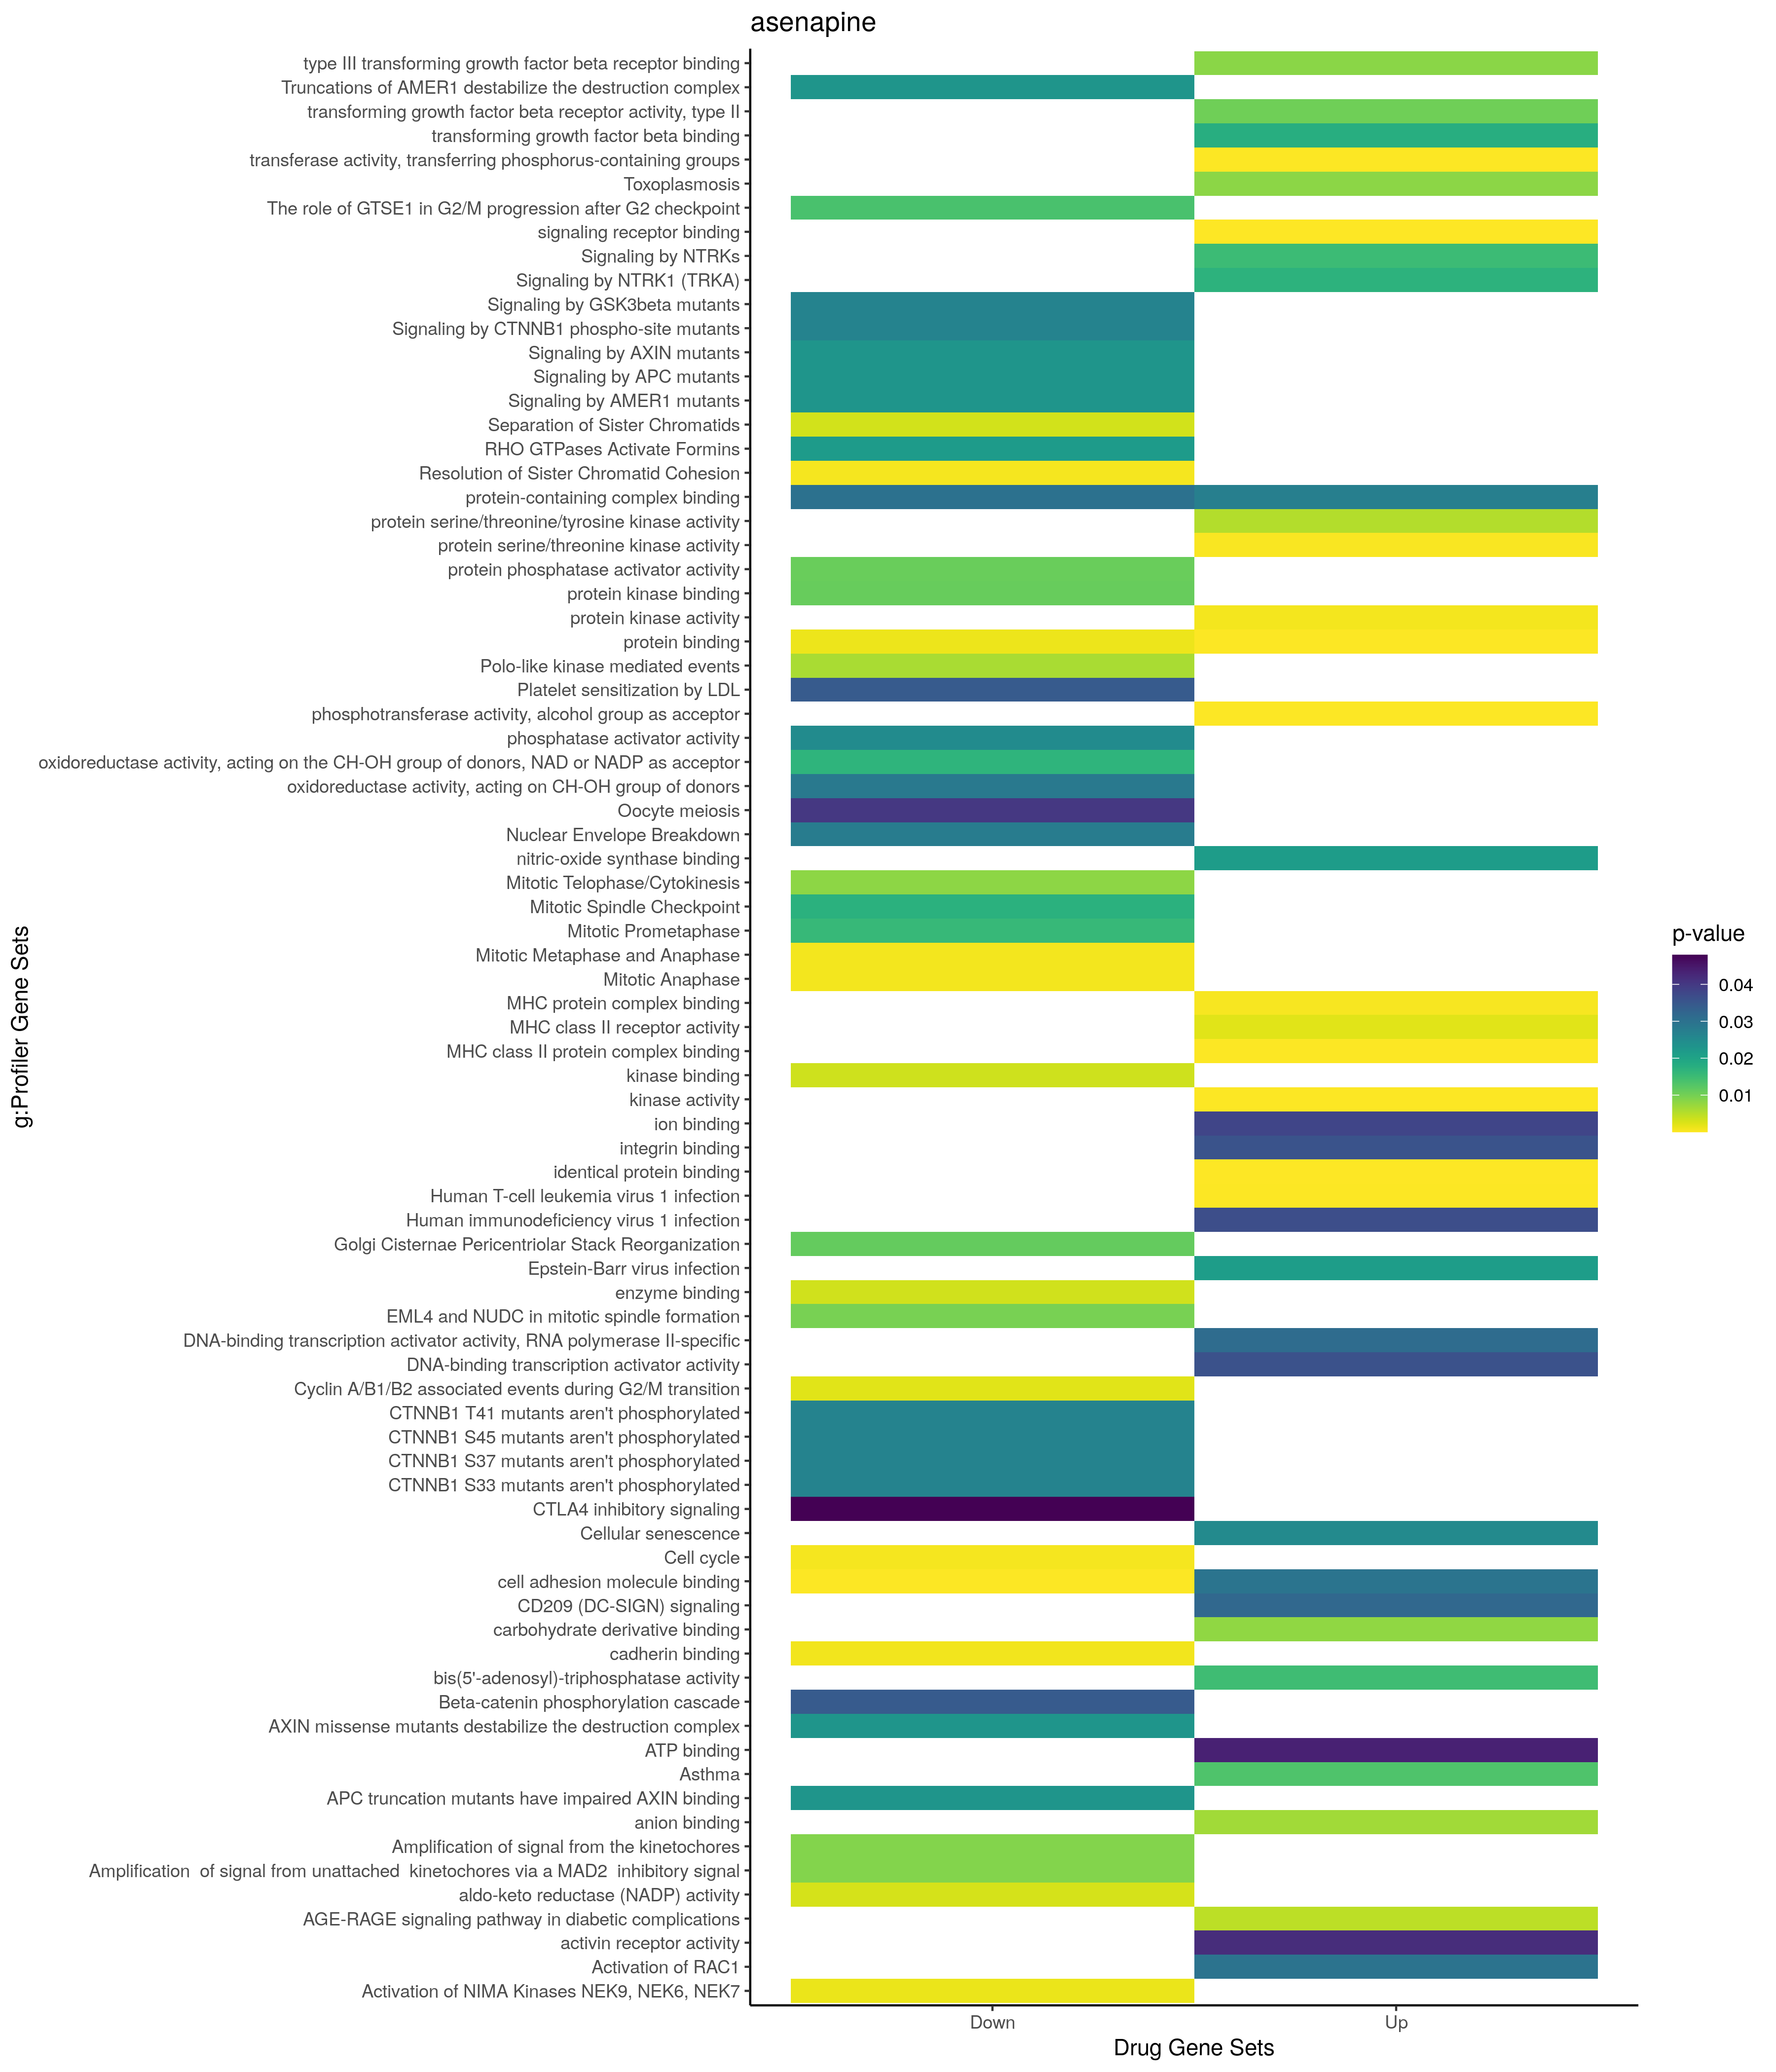 asenapine
type III transforming growth factor beta receptor binding
Truncations of AMER1 destabilize the destruction complex
transforming growth factor beta receptor activity, type II
transforming growth factor beta binding
transferase activity, transferring phosphorus-containing groups
Toxoplasmosis
The role of GTSE1 in G2/M progression after G2 checkpoint
signaling receptor binding
Signaling by NTRKs
Signaling by NTRK1 (TRKA)
Signaling by GSK3beta mutants
Signaling by CTNNB1 phospho-site mutants
Signaling by AXIN mutants
Signaling by APC mutants
Signaling by AMER1 mutants
Separation of Sister Chromatids
RHO GTPases Activate Formins
Resolution of Sister Chromatid Cohesion
protein-containing complex binding
protein serine/threonine/tyrosine kinase activity
protein serine/threonine kinase activity
protein phosphatase activator activity
protein kinase binding
protein kinase activity
protein binding
Polo-like kinase mediated events
Platelet sensitization by LDL
phosphotransferase activity, alcohol group as acceptor
phosphatase activator activity
oxidoreductase activity, acting on the CH-OH group of donors, NAD or NADP as acceptor
oxidoreductase activity, acting on CH-OH group of donors
Oocyte meiosis
Nuclear Envelope Breakdown
nitric-oxide synthase binding
Mitotic Telophase/Cytokinesis
Mitotic Spindle Checkpoint
Mitotic Prometaphase
Mitotic Metaphase and Anaphase
Mitotic Anaphase
MHC protein complex binding
MHC class II receptor activity
MHC class II protein complex binding
kinase binding
kinase activity
ion binding
integrin binding
identical protein binding
Human T-cell leukemia virus 1 infection
Human immunodeficiency virus 1 infection
Golgi Cisternae Pericentriolar Stack Reorganization
Epstein-Barr virus infection
enzyme binding
EML4 and NUDC in mitotic spindle formation
DNA-binding transcription activator activity, RNA polymerase II-specific
DNA-binding transcription activator activity
Cyclin A/B1/B2 associated events during G2/M transition
CTNNB1 T41 mutants aren't phosphorylated
CTNNB1 S45 mutants aren't phosphorylated
CTNNB1 S37 mutants aren't phosphorylated
CTNNB1 S33 mutants aren't phosphorylated
CTLA4 inhibitory signaling
Cellular senescence
Cell cycle
cell adhesion molecule binding
CD209 (DC-SIGN) signaling
carbohydrate derivative binding
cadherin binding
bis(5'-adenosyl)-triphosphatase activity
Beta-catenin phosphorylation cascade
AXIN missense mutants destabilize the destruction complex
ATP binding
Asthma
APC truncation mutants have impaired AXIN binding
anion binding
Amplification of signal from the kinetochores
Amplification  of signal from unattached  kinetochores via a MAD2  inhibitory signal
aldo-keto reductase (NADP) activity
AGE-RAGE signaling pathway in diabetic complications
activin receptor activity
Activation of RAC1
Activation of NIMA Kinases NEK9, NEK6, NEK7
g:Profiler Gene Sets
Down
Up
Drug Gene Sets
p-value
0.04
0.03
0.02
0.01